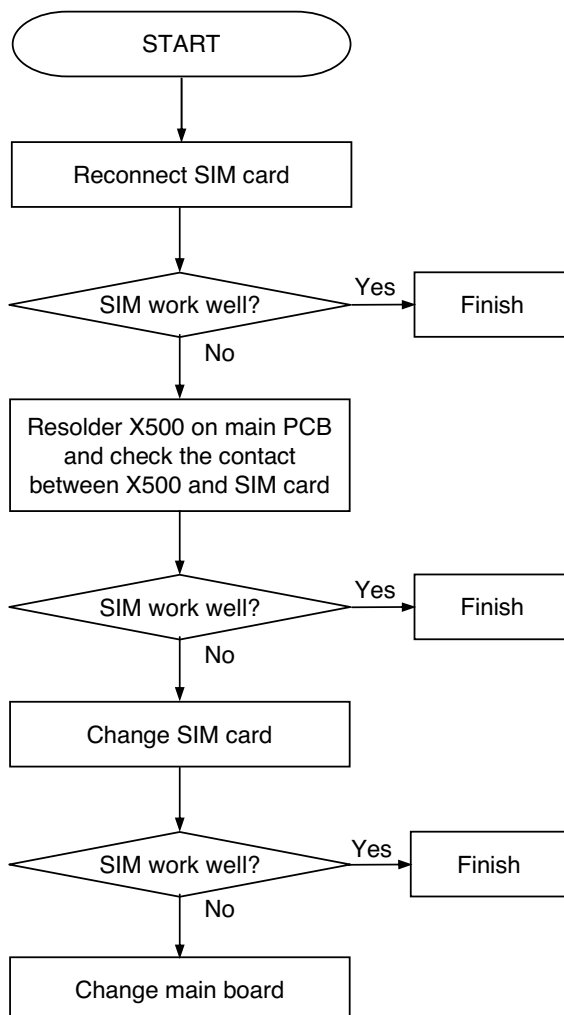 START
Reconnect SIM card
SIM work well?
Yes
Finish
No
Resolder X500 on main PCB
and check the contact
between X500 and SIM card
SIM work well?
Yes
Finish
No
Change SIM card
SIM work well?
Yes
Finish
No
Change main board